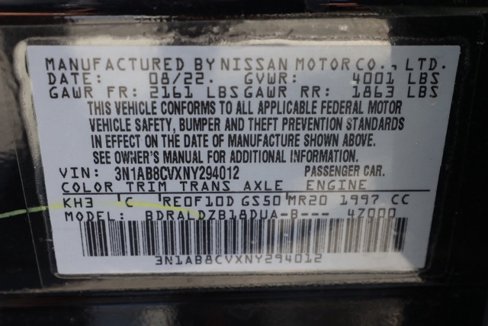 MANUFACTURED BY NISSAN MOTOR CO., LTD.
DATE: 08/22. GVWR: 4001 LBS
GAWR FR: 2161 LBS GAWR RR: 1863 LBS
THIS VEHICLE CONFORMS TO ALL APPLICABLE FEDERAL MOTOR
VEHICLE SAFETY, BUMPER AND THEFT PREVENTION STANDARDS
IN EFFECT ON THE DATE OF MANUFACTURE SHOWN ABOVE.
SEE OWNER'S MANUAL FOR ADDITIONAL INFORMATION.
VIN: 3N1AB8CVXNY294012 PASSENGER CAR.
COLOR TRIM TRANS AXLE ENGINE
KH3 C RE0F10D GS50 MR20 1997 CC
MODEL: BDRALDZB18DUA-B--- 47000
3N1AB8CVXNY294012